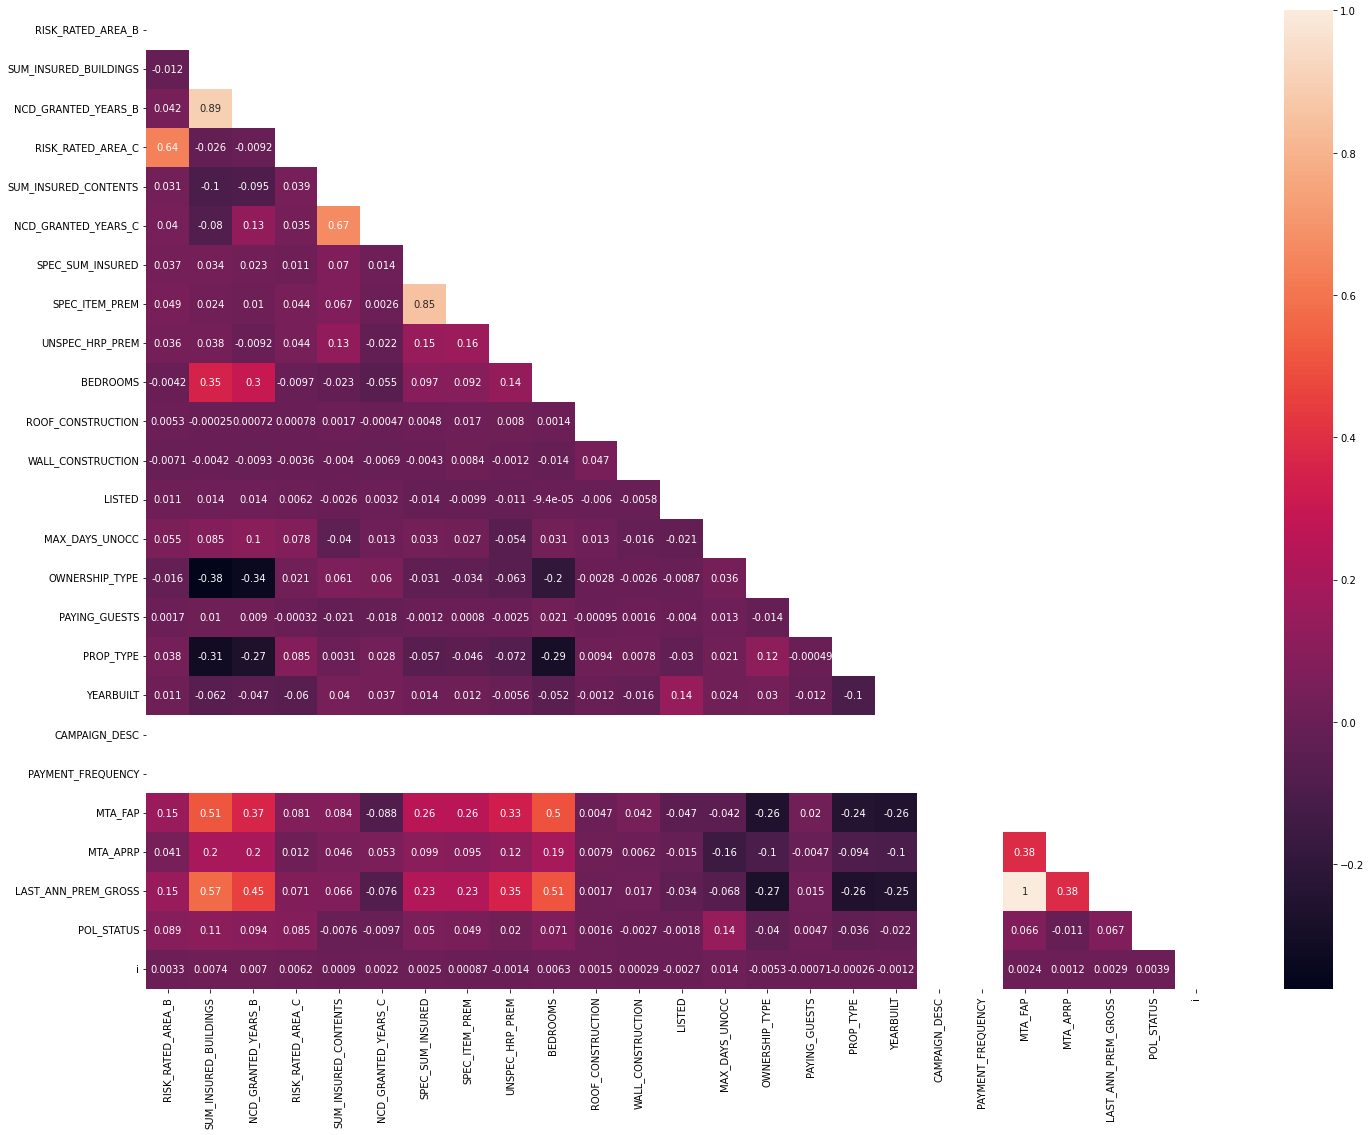 1.0
RISK_RATED_AREA_B
SUM_INSURED_BUILDINGS -0.012
NCD_GRANTED_YEARS_B 0.042 0.89
0.8
RISK_RATED_AREA_C 0.64 -0.026 -0.0092
SUM_INSURED_CONTENTS 0.031 -0.1 -0.095 0.039
NCD_GRANTED_YEARS_C 0.04 -0.08 0.13 0.035 0.67
SPEC_SUM_INSURED 0.037 0.034 0.023 0.011 0.07 0.014
0.6
SPEC_ITEM_PREM 0.049 0.024 0.01 0.044 0.067 0.0026 0.85
UNSPEC_HRP_PREM 0.036 0.038 -0.0092 0.044 0.13 -0.022 0.15 0.16
BEDROOMS -0.0042 0.35 0.3 -0.0097 -0.023 -0.055 0.097 0.092 0.14
ROOF_CONSTRUCTION 0.0053 -0.00025 0.00072 0.00078 0.0017 -0.00047 0.0048 0.017 0.008 0.0014
0.4
WALL_CONSTRUCTION -0.0071 -0.0042 -0.0093 -0.0036 -0.004 -0.0069 -0.0043 0.0084 -0.0012 -0.014 0.047
LISTED 0.011 0.014 0.014 0.0062 -0.0026 0.0032 -0.014 -0.0099 -0.011 -9.4e-05 -0.006 -0.0058
MAX_DAYS_UNOCC 0.055 0.085 0.1 0.078 -0.04 0.013 0.033 0.027 -0.054 0.031 0.013 -0.016 -0.021
OWNERSHIP_TYPE -0.016 -0.38 -0.34 0.021 0.061 0.06 -0.031 -0.034 -0.063 -0.2 -0.0028 -0.0026 -0.0087 0.036
0.2
PAYING_GUESTS 0.0017 0.01 0.009 -0.00032 -0.021 -0.018 -0.0012 0.0008 -0.0025 0.021 -0.00095 0.0016 -0.004 0.013 -0.014
PROP_TYPE 0.038 -0.31 -0.27 0.085 0.0031 0.028 -0.057 -0.046 -0.072 -0.29 0.0094 0.0078 -0.03 0.021 0.12 -0.00049
YEARBUILT 0.011 -0.062 -0.047 -0.06 0.04 0.037 0.014 0.012 -0.0056 -0.052 -0.0012 -0.016 0.14 0.024 0.03 -0.012 -0.1
0.0
CAMPAIGN_DESC
PAYMENT_FREQUENCY
MTA_FAP 0.15 0.51 0.37 0.081 0.084 -0.088 0.26 0.26 0.33 0.5 0.0047 0.042 -0.047 -0.042 -0.26 0.02 -0.24 -0.26
MTA_APRP 0.041 0.2 0.2 0.012 0.046 0.053 0.099 0.095 0.12 0.19 0.0079 0.0062 -0.015 -0.16 -0.1 -0.0047 -0.094 -0.1 0.38
−0.2
LAST_ANN_PREM_GROSS 0.15 0.57 0.45 0.071 0.066 -0.076 0.23 0.23 0.35 0.51 0.0017 0.017 -0.034 -0.068 -0.27 0.015 -0.26 -0.25 1 0.38
POL_STATUS 0.089 0.11 0.094 0.085 -0.0076 -0.0097 0.05 0.049 0.02 0.071 0.0016 -0.0027 -0.0018 0.14 -0.04 0.0047 -0.036 -0.022 0.066 -0.011 0.067
i 0.0033 0.0074 0.007 0.0062 0.0009 0.0022 0.0025 0.00087 -0.0014 0.0063 0.0015 0.00029 -0.0027 0.014 -0.0053 -0.00071 -0.00026 -0.0012 0.0024 0.0012 0.0029 0.0039
RISK_RATED_AREA_B
SUM_INSURED_BUILDINGS
NCD_GRANTED_YEARS_B
RISK_RATED_AREA_C
SUM_INSURED_CONTENTS
NCD_GRANTED_YEARS_C
SPEC_SUM_INSURED
SPEC_ITEM_PREM
UNSPEC_HRP_PREM
BEDROOMS
ROOF_CONSTRUCTION
WALL_CONSTRUCTION
LISTED
MAX_DAYS_UNOCC
OWNERSHIP_TYPE
PAYING_GUESTS
PROP_TYPE
YEARBUILT
CAMPAIGN_DESC
PAYMENT_FREQUENCY
MTA_FAP
MTA_APRP
LAST_ANN_PREM_GROSS
POL_STATUS
i